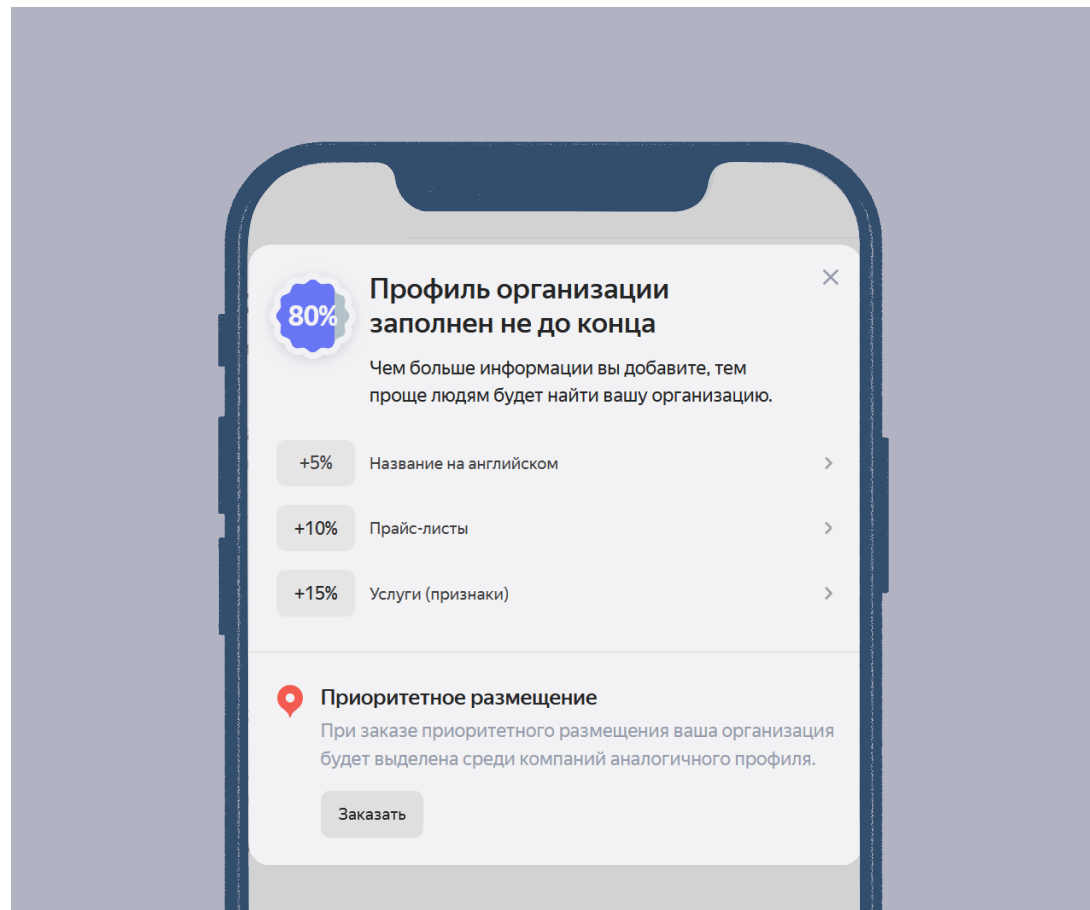 80%
Профиль организации
заполнен не до конца
Чем больше информации вы добавите, тем
проще людям будет найти вашу организацию.
+5% Название на английском
+10% Прайс-листы
+15% Услуги (признаки)
Приоритетное размещение
При заказе приоритетного размещения ваша организация
будет выделена среди компаний аналогичного профиля.
Заказать